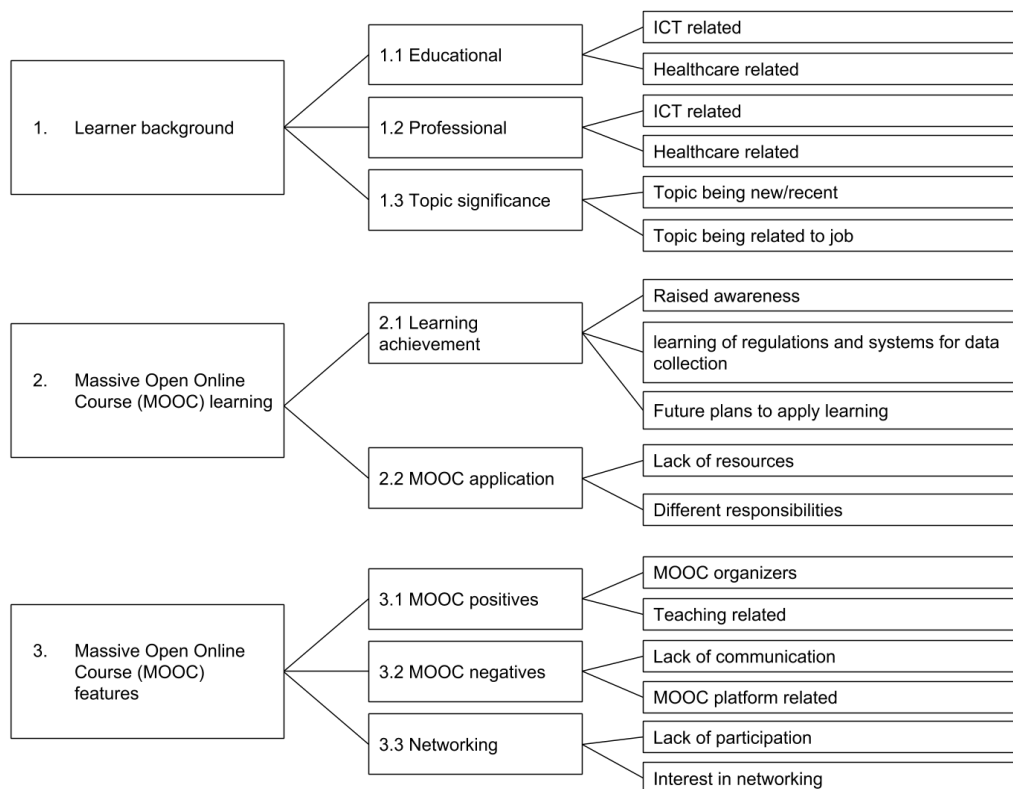 1. Learner background
1.1 Educational
ICT related
Healthcare related
1.2 Professional
ICT related
Healthcare related
1.3 Topic significance
Topic being new/recent
Topic being related to job
2. Massive Open Online
Course (MOOC) learning
2.1 Learning
achievement
Raised awareness
learning of regulations and systems for data
collection
Future plans to apply learning
2.2 MOOC application
Lack of resources
Different responsibilities
3. Massive Open Online
Course (MOOC)
features
3.1 MOOC positives
MOOC organizers
Teaching related
3.2 MOOC negatives
Lack of communication
MOOC platform related
3.3 Networking
Lack of participation
Interest in networking